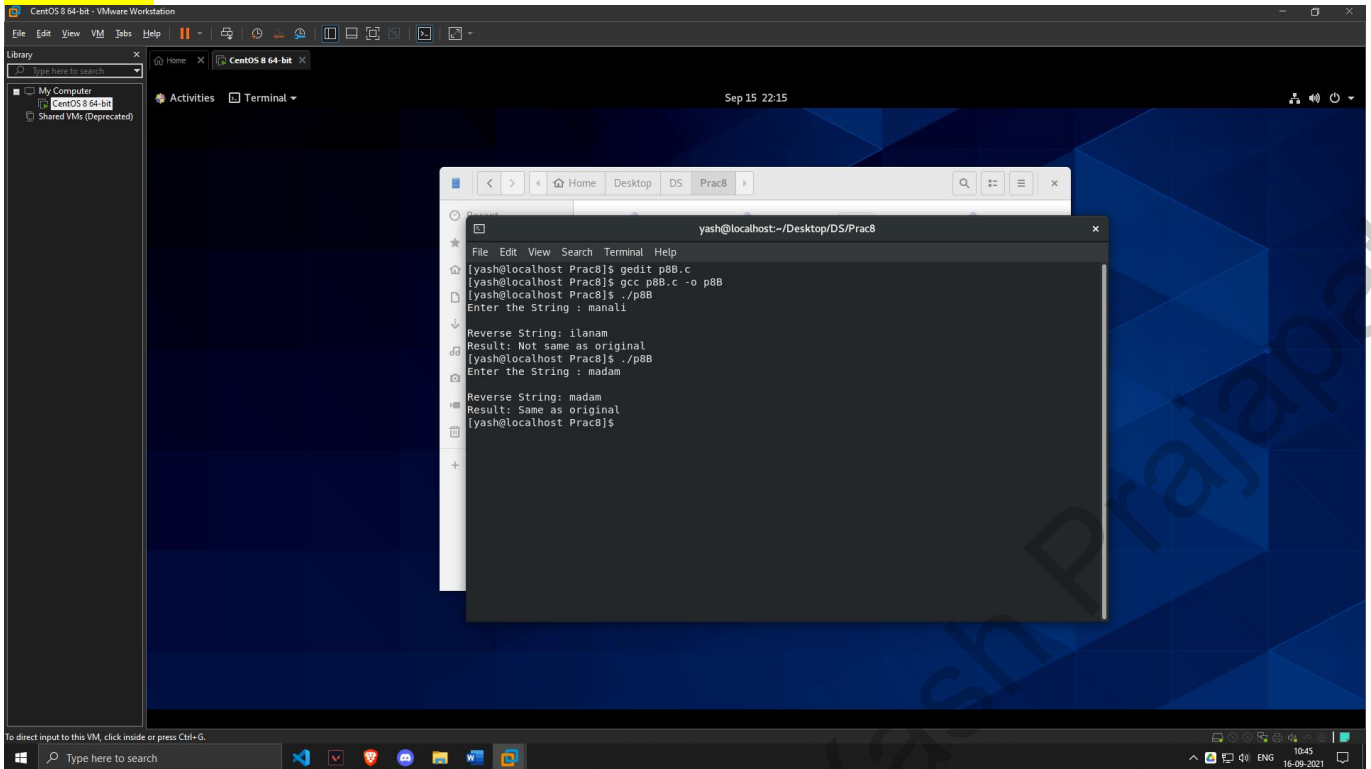 CentOS 8 64-bit - VMware Workstation
File Edit View VM Tabs Help
Library
Type here to search
My Computer
CentOS 8 64-bit
Shared VMs (Deprecated)
Home
CentOS 8 64-bit
Activities Terminal Sep 15 22:15
Home Desktop DS Prac8
yash@localhost:~/Desktop/DS/Prac8
File Edit View Search Terminal Help
[yash@localhost Prac8]$ gedit p8B.c
[yash@localhost Prac8]$ gcc p8B.c -o p8B
[yash@localhost Prac8]$ ./p8B
Enter the String : manali
Reverse String: ilanam
Result: Not same as original
[yash@localhost Prac8]$ ./p8B
Enter the String : madam
Reverse String: madam
Result: Same as original
[yash@localhost Prac8]$
To direct input to this VM, click inside or press Ctrl+G.
Type here to search
ENG
10:45
16-09-2021
Yash Prajapa